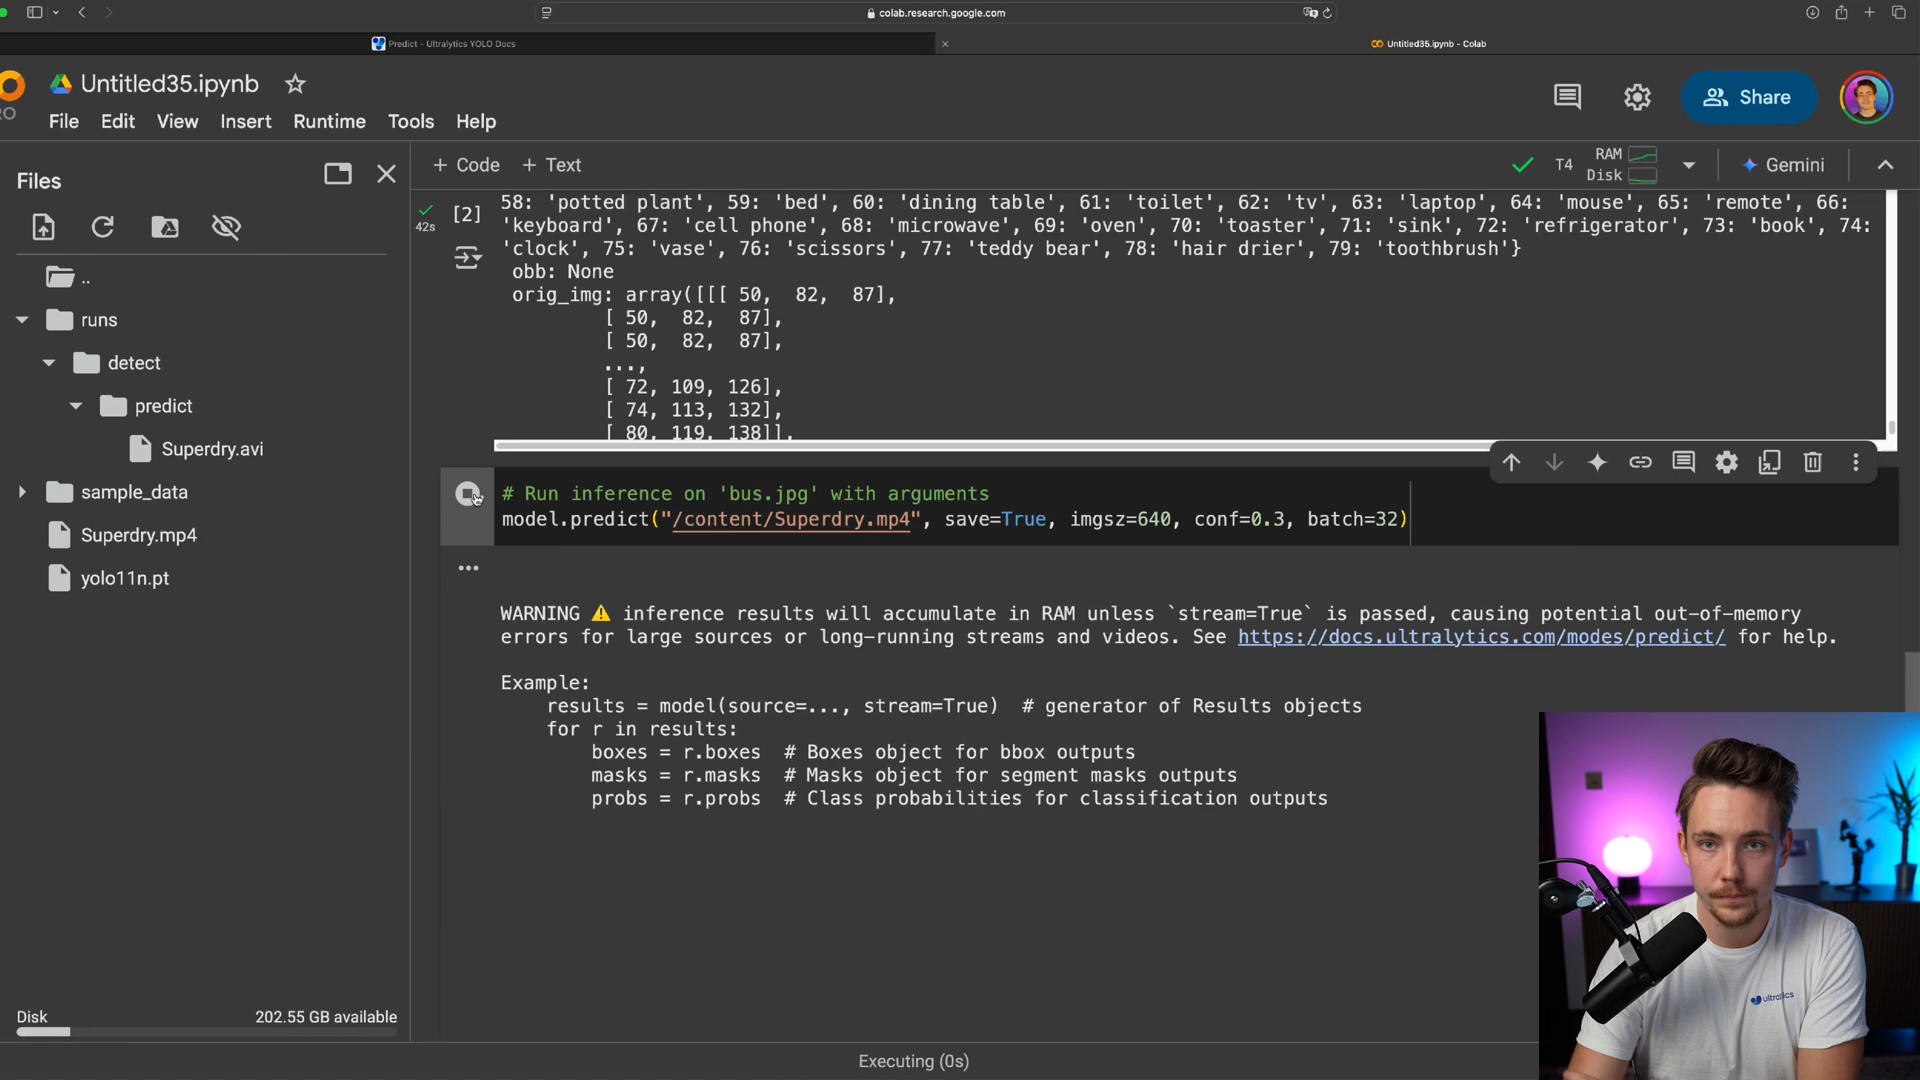 colab.research.google.com
Predict - Ultralytics YOLO Docs
Untitled35.ipynb - Colab
Untitled35.ipynb
Share
File Edit View Insert Runtime Tools Help
Files
+ Code + Text
T4 RAM
Disk
Gemini
..
runs
detect
predict
Superdry.avi
sample_data
Superdry.mp4
yolo11n.pt
Disk 202.55 GB available
42s
[2]
58: 'potted plant', 59: 'bed', 60: 'dining table', 61: 'toilet', 62: 'tv', 63: 'laptop', 64: 'mouse', 65: 'remote', 66:
'keyboard', 67: 'cell phone', 68: 'microwave', 69: 'oven', 70: 'toaster', 71: 'sink', 72: 'refrigerator', 73: 'book', 74:
'clock', 75: 'vase', 76: 'scissors', 77: 'teddy bear', 78: 'hair drier', 79: 'toothbrush'}
obb: None
orig_img: array([[[ 50, 82, 87],
[ 50, 82, 87],
[ 50, 82, 87],
...,
[ 72, 109, 126],
[ 74, 113, 132],
[ 80, 119, 138]],
# Run inference on 'bus.jpg' with arguments
model.predict("/content/Superdry.mp4", save=True, imgsz=640, conf=0.3, batch=32)
WARNING ⚠️ inference results will accumulate in RAM unless `stream=True` is passed, causing potential out-of-memory
errors for large sources or long-running streams and videos. See https://docs.ultralytics.com/modes/predict/ for help.
Example:
results = model(source=..., stream=True) # generator of Results objects
for r in results:
boxes = r.boxes # Boxes object for bbox outputs
masks = r.masks # Masks object for segment masks outputs
probs = r.probs # Class probabilities for classification outputs
Executing (0s)
ultralytics